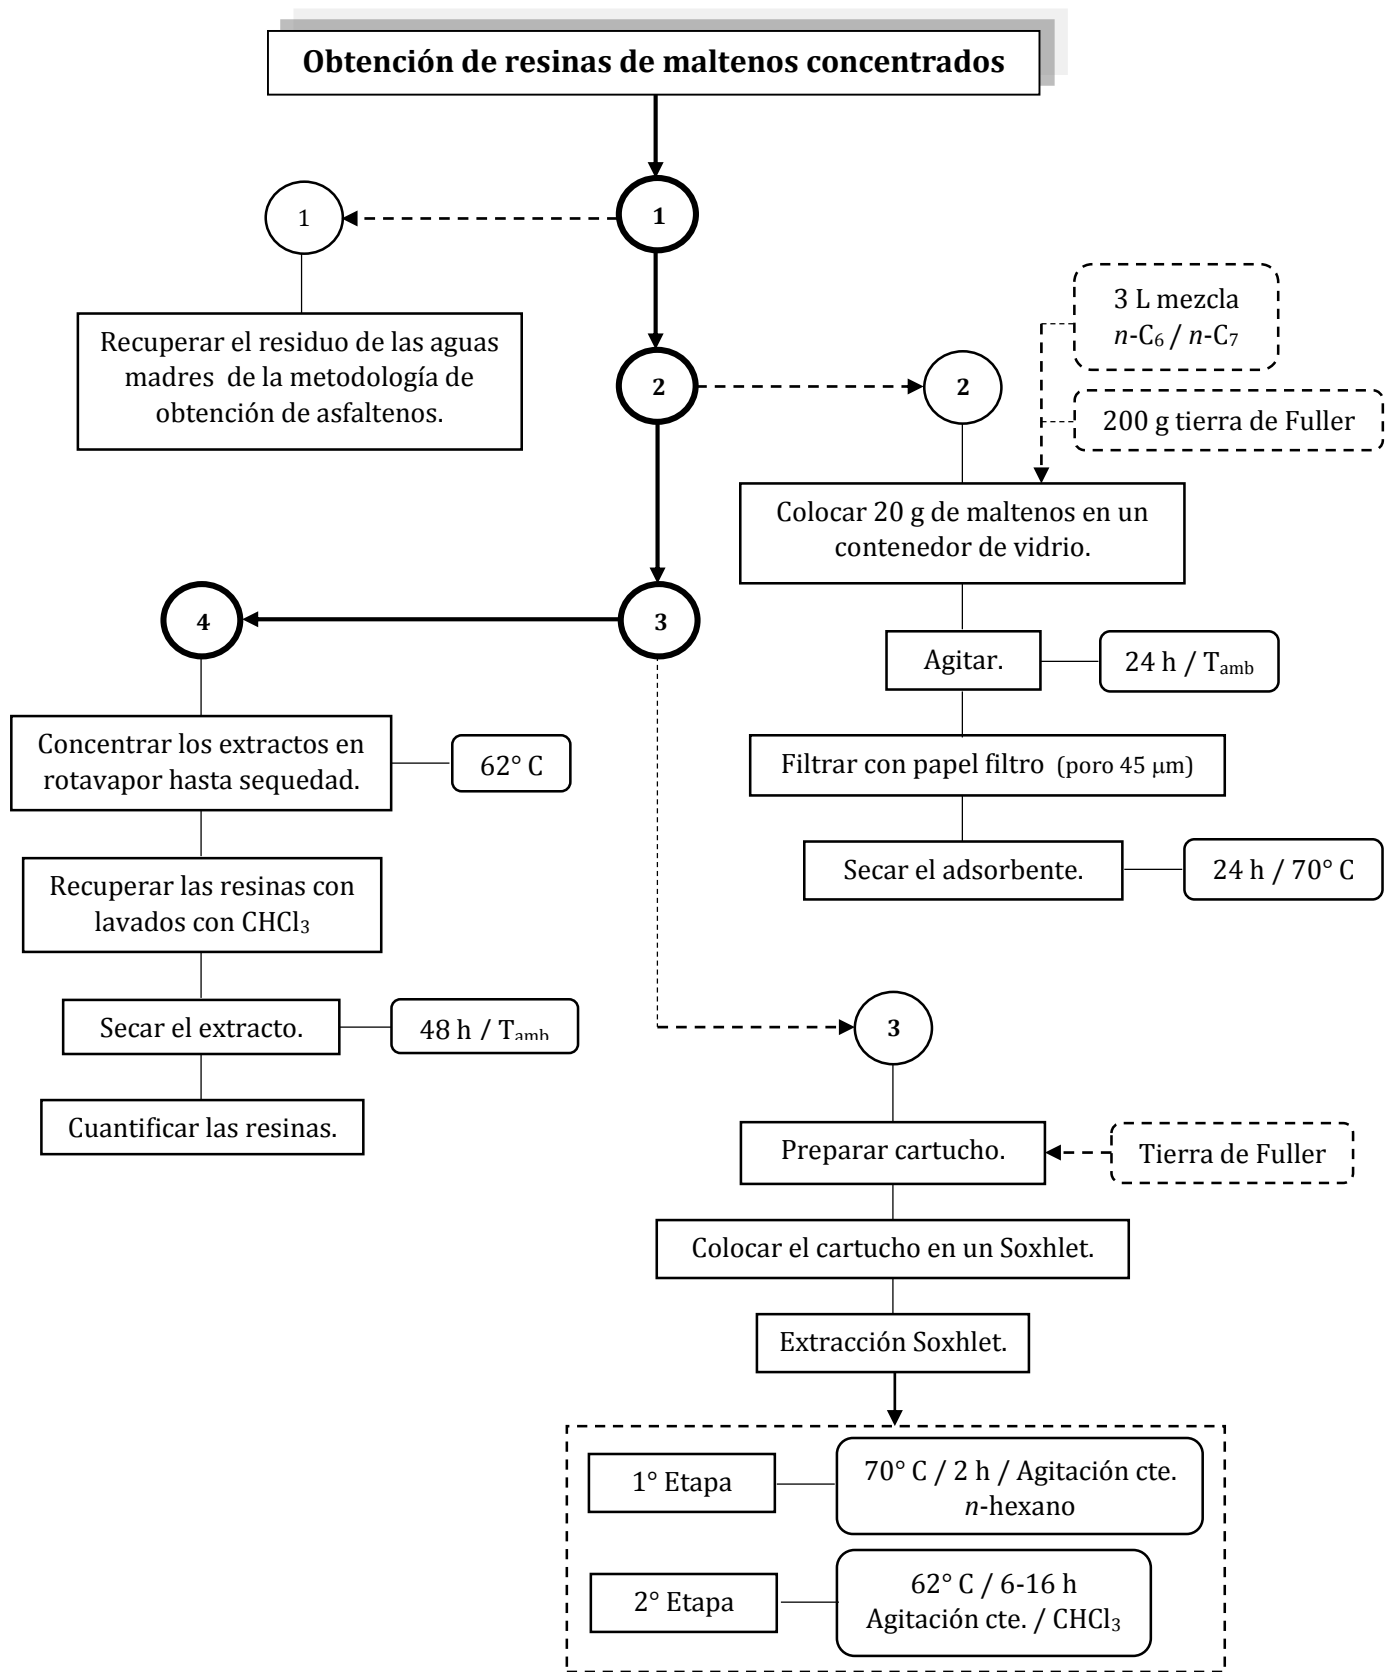 Obtención de resinas de maltenos concentrados
1
1
Recuperar el residuo de las aguas
madres de la metodología de
obtención de asfaltenos.
2
2
3 L mezcla
n-C₆ / n-C₇
200 g tierra de Fuller
Colocar 20 g de maltenos en un
contenedor de vidrio.
Agitar.
24 h / Tamb
Filtrar con papel filtro (poro 45 μm)
Secar el adsorbente.
24 h / 70° C
3
4
Concentrar los extractos en
rotavapor hasta sequedad.
62° C
Recuperar las resinas con
lavados con CHCl₃
Secar el extracto.
48 h / Tamb
Cuantificar las resinas.
3
Preparar cartucho.
Tierra de Fuller
Colocar el cartucho en un Soxhlet.
Extracción Soxhlet.
1° Etapa
70° C / 2 h / Agitación cte.
n-hexano
2° Etapa
62° C / 6-16 h
Agitación cte. / CHCl₃